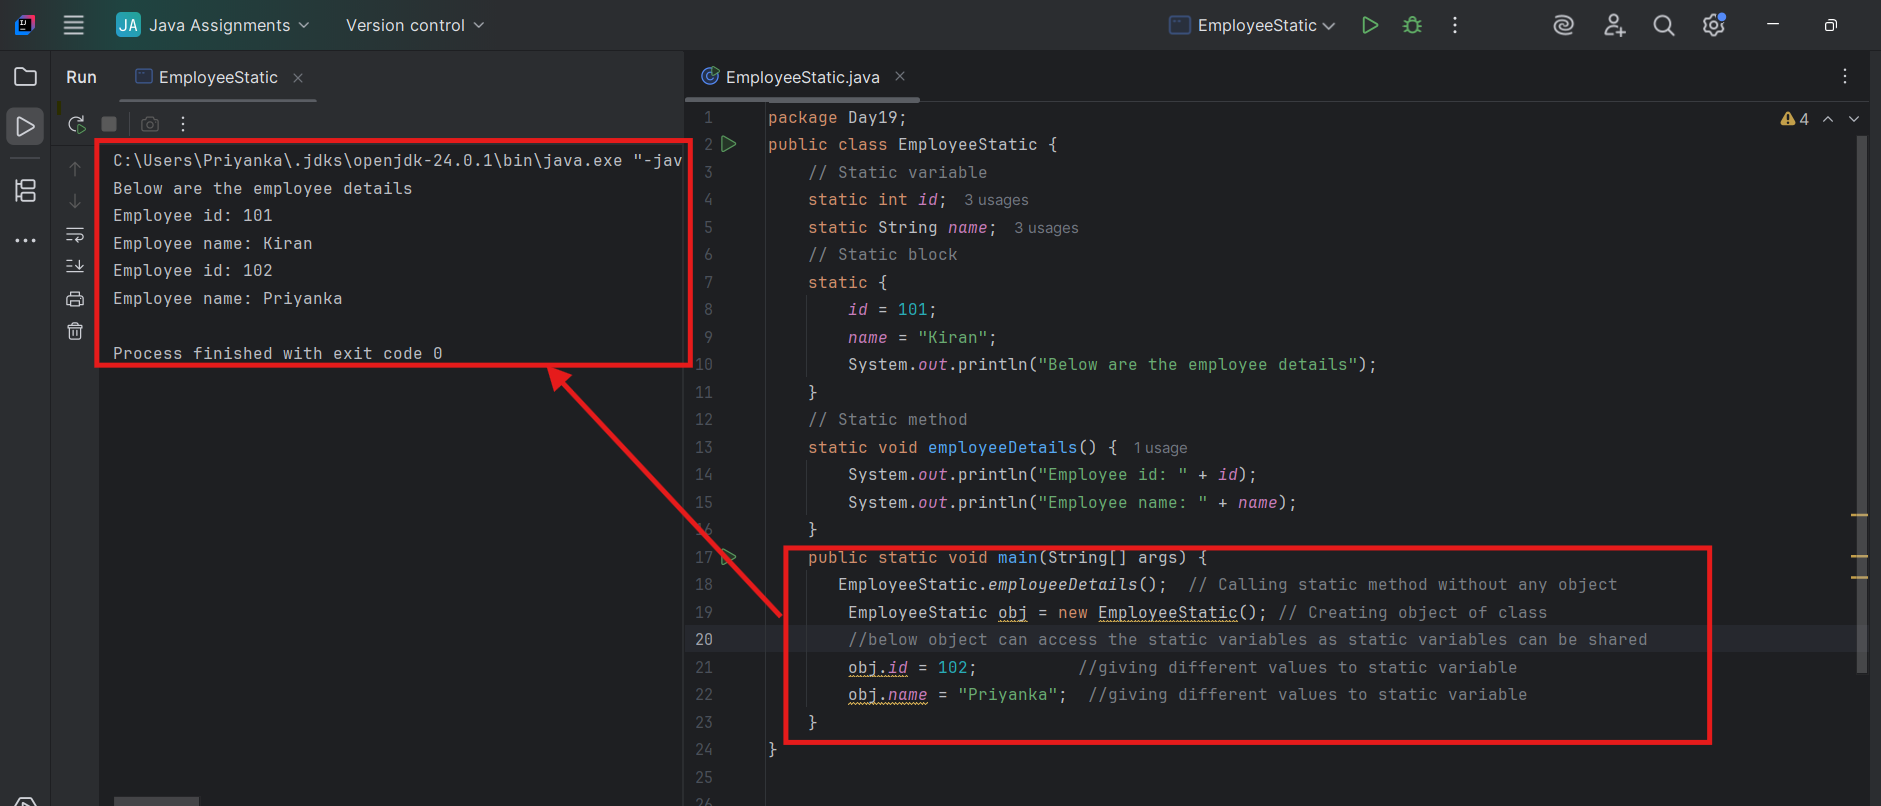 JA Java Assignments
Version control
EmployeeStatic
Run
EmployeeStatic
C:\Users\Priyanka\.jdks\openjdk-24.0.1\bin\java.exe "-jav
Below are the employee details
Employee id: 101
Employee name: Kiran
Employee id: 102
Employee name: Priyanka
Process finished with exit code 0
EmployeeStatic.java
4
1 package Day19;
2 public class EmployeeStatic {
3 // Static variable
4 static int id; 3 usages
5 static String name; 3 usages
6 // Static block
7 static {
8 id = 101;
9 name = "Kiran";
10 System.out.println("Below are the employee details");
11 }
12 // Static method
13 static void employeeDetails() { 1 usage
14 System.out.println("Employee id: " + id);
15 System.out.println("Employee name: " + name);
16 }
17 public static void main(String[] args) {
18 EmployeeStatic.employeeDetails(); // Calling static method without any object
19 EmployeeStatic obj = new EmployeeStatic(); // Creating object of class
20 //below object can access the static variables as static variables can be shared
21 obj.id = 102; //giving different values to static variable
22 obj.name = "Priyanka"; //giving different values to static variable
23 }
24 }
25
26